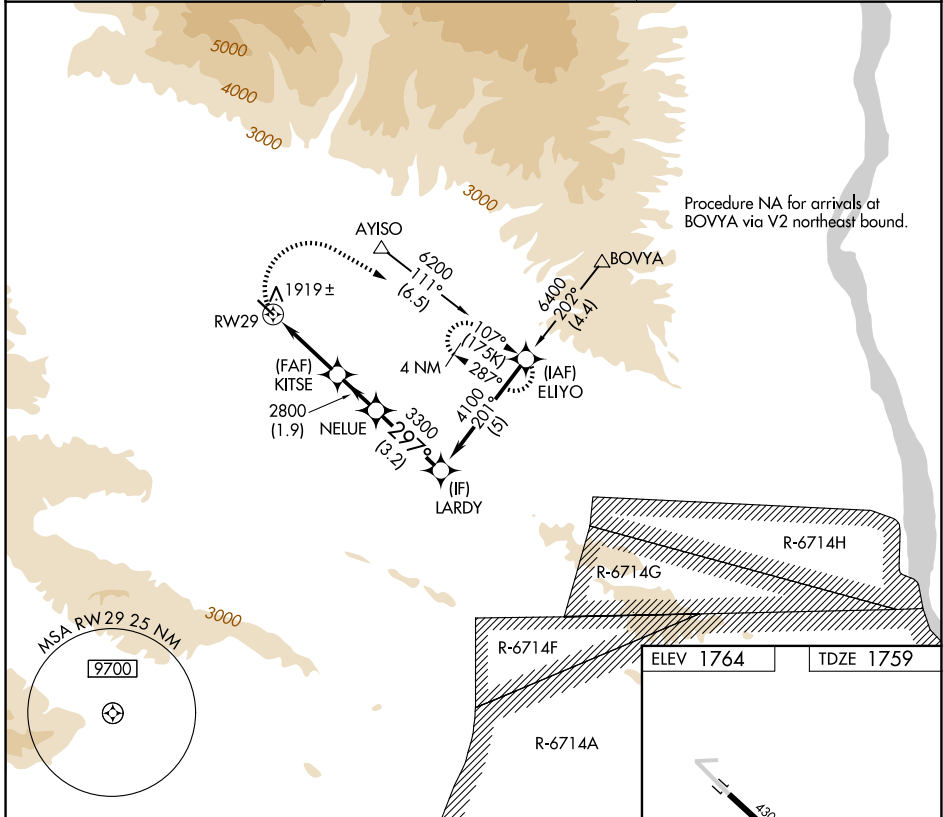 5000
4000
3000
3000
Procedure NA for arrivals at
BOVYA via V2 northeast bound.
AYISO
BOVYA
6200
111°
(6.5)
6400
202°
(4.4)
1919±
RW29
107°
(175K)
4 NM
287°
(IAF)
ELIYO
(FAF)
KITSE
2800
(1.9)
NELUE
3300
297°
(3.2)
4100
201°
(5)
(IF)
LARDY
R-6714H
R-6714G
3000
R-6714F
MSA RW29 25 NM
9700
ELEV 1764
TDZE 1759
R-6714A